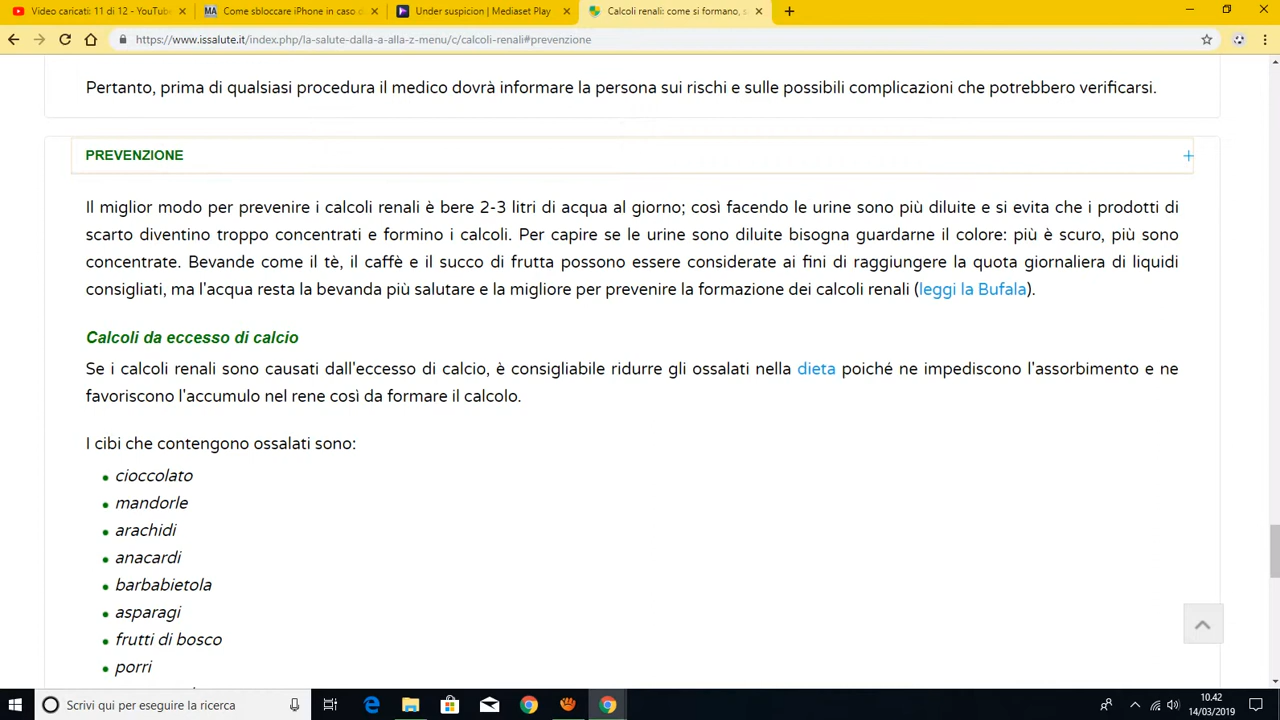 Video caricati: 11 di 12 - YouTub
Come sbloccare iPhone in caso d
Under suspicion | Mediaset Play
Calcoli renali: come si formano, s
https://www.issalute.it/index.php/la-salute-dalla-a-alla-z-menu/c/calcoli-renali#prevenzione
Pertanto, prima di qualsiasi procedura il medico dovrà informare la persona sui rischi e sulle possibili complicazioni che potrebbero verificarsi.
PREVENZIONE
Il miglior modo per prevenire i calcoli renali è bere 2-3 litri di acqua al giorno; così facendo le urine sono più diluite e si evita che i prodotti di
scarto diventino troppo concentrati e formino i calcoli. Per capire se le urine sono diluite bisogna guardarne il colore: più è scuro, più sono
concentrate. Bevande come il tè, il caffè e il succo di frutta possono essere considerate ai fini di raggiungere la quota giornaliera di liquidi
consigliati, ma l'acqua resta la bevanda più salutare e la migliore per prevenire la formazione dei calcoli renali (leggi la Bufala).
Calcoli da eccesso di calcio
Se i calcoli renali sono causati dall'eccesso di calcio, è consigliabile ridurre gli ossalati nella dieta poiché ne impediscono l'assorbimento e ne
favoriscono l'accumulo nel rene così da formare il calcolo.
I cibi che contengono ossalati sono:
cioccolato
mandorle
arachidi
anacardi
barbabietola
asparagi
frutti di bosco
porri
Scrivi qui per eseguire la ricerca
10.42
14/03/2019